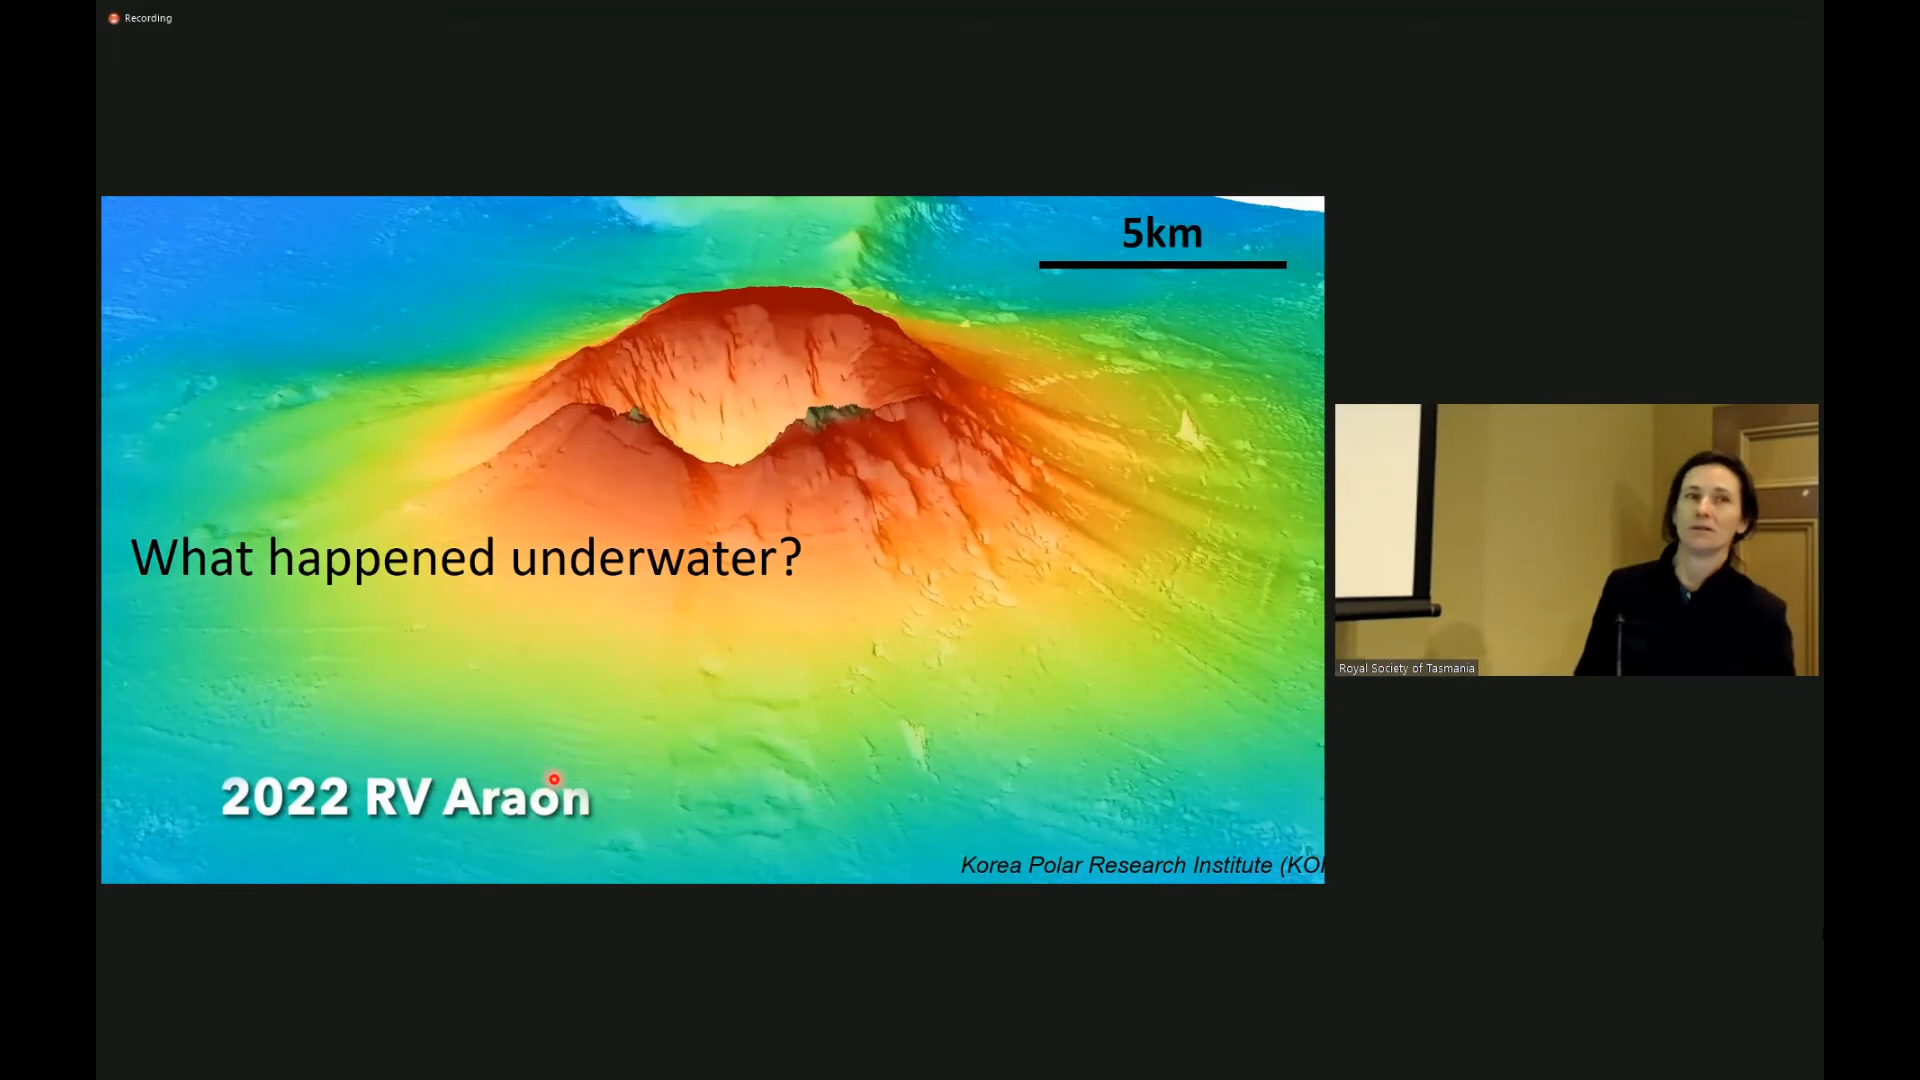 Recording
5km
What happened underwater?
2022 RV Araon
Korea Polar Research Institute (KO
Royal Society of Tasmania